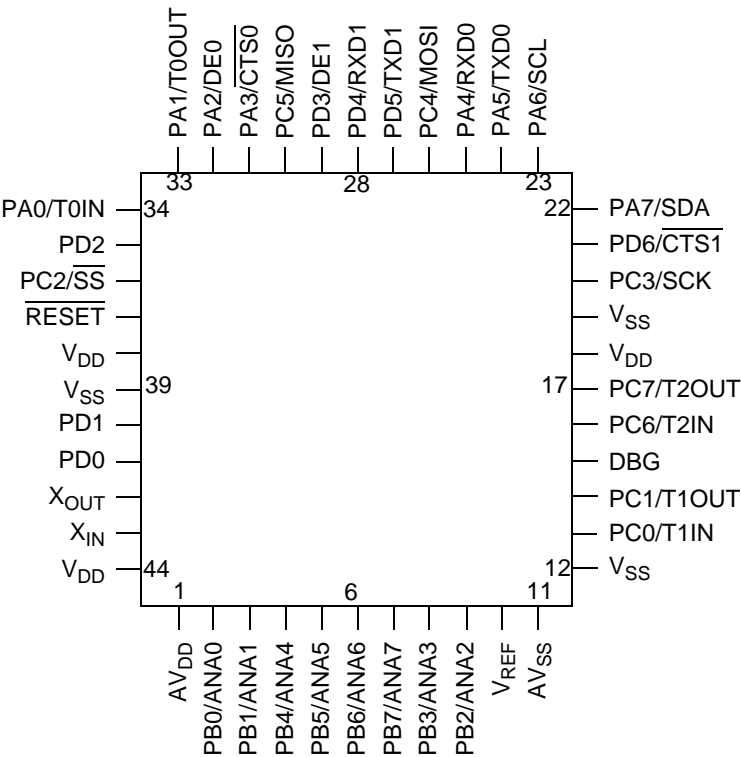 PA1/T0OUT
PA2/DE0
PA3/CTS0
PC5/MISO
PD3/DE1
PD4/RXD1
PD5/TXD1
PC4/MOSI
PA4/RXD0
PA5/TXD0
PA6/SCL
33
28
23
PA0/T0IN
34
22
PA7/SDA
PD2
PD6/CTS1
PC2/SS
PC3/SCK
RESET
VSS
VDD
VDD
VSS
39
17
PC7/T2OUT
PD1
PC6/T2IN
PD0
DBG
XOUT
PC1/T1OUT
XIN
PC0/T1IN
VDD
44
12
VSS
1
6
11
AVDD
PB0/ANA0
PB1/ANA1
PB4/ANA4
PB5/ANA5
PB6/ANA6
PB7/ANA7
PB3/ANA3
PB2/ANA2
VREF
AVSS